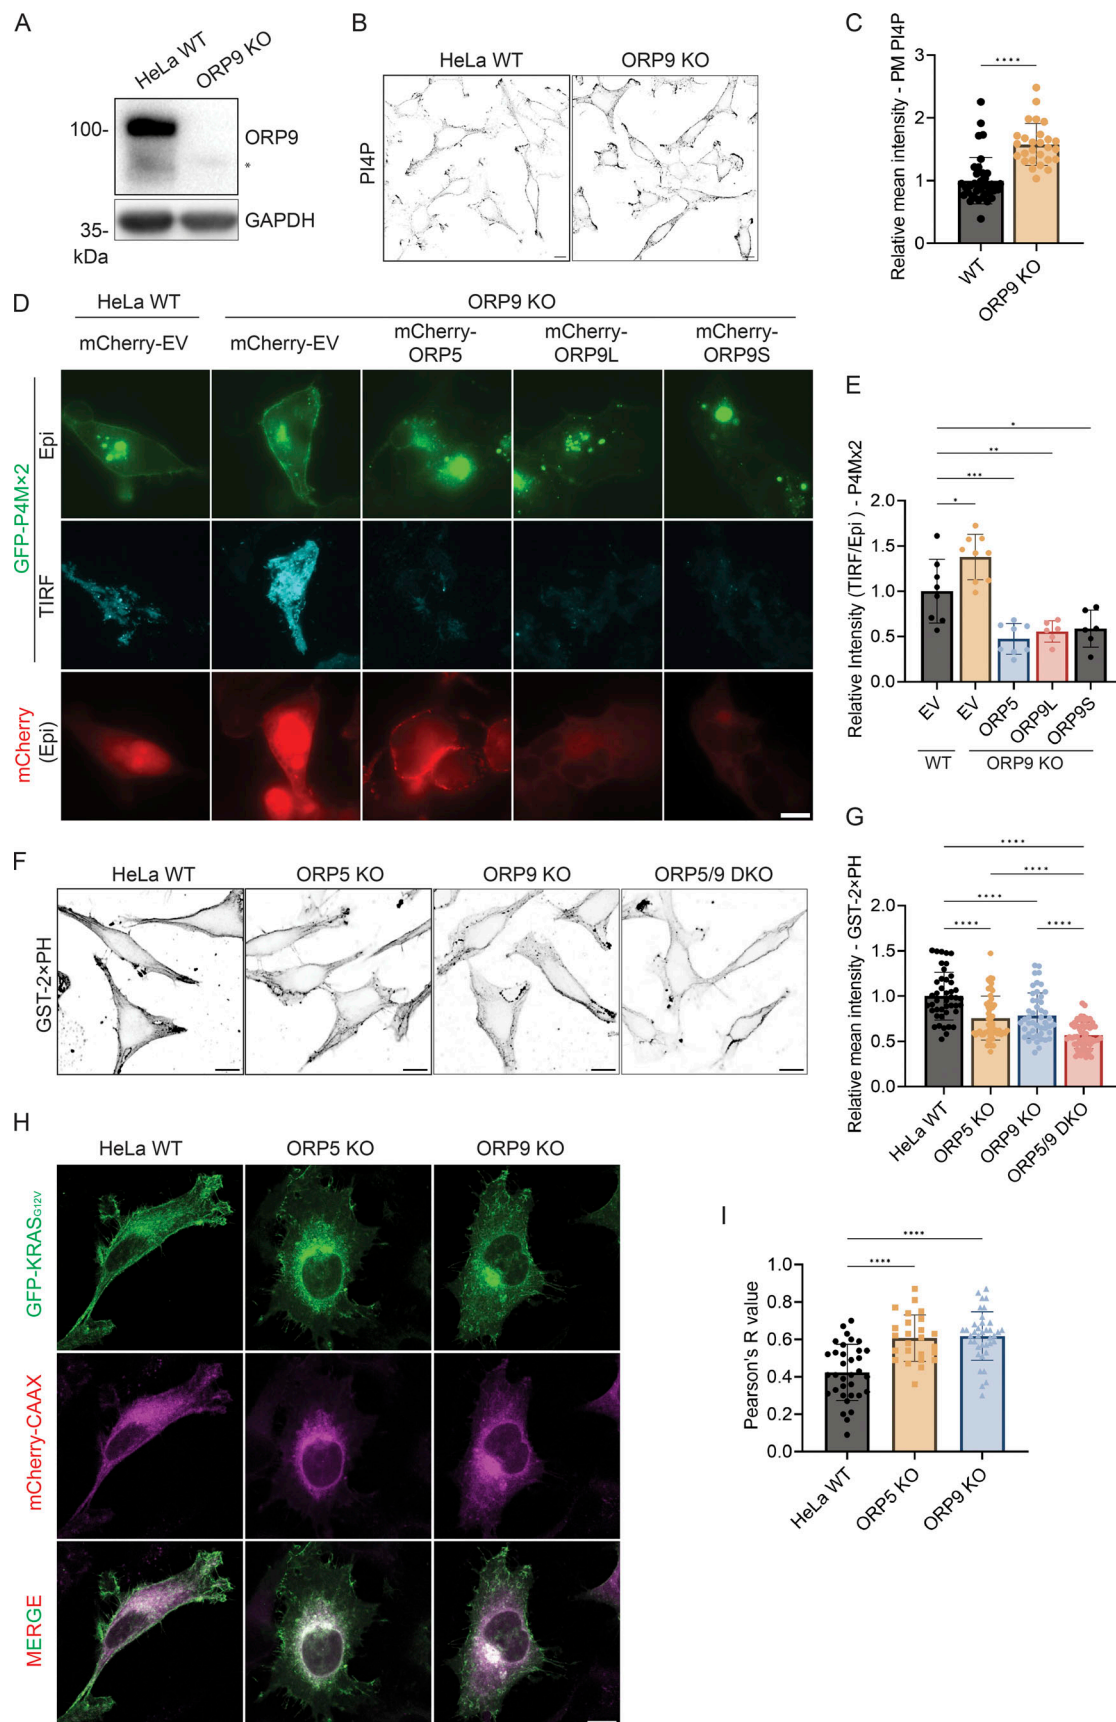 A
HeLa WT
ORP9 KO
100-
ORP9
*
35-
GAPDH
kDa
B
HeLa WT
ORP9 KO
PI4P
C
Relative mean intensity - PM PI4P
3
2
1
0
****
WT
ORP9 KO
D
HeLa WT
ORP9 KO
mCherry-EV
mCherry-EV
mCherry-
ORP5
mCherry-
ORP9L
mCherry-
ORP9S
GFP-P4M×2
Epi
TIRF
mCherry
(Epi)
E
Relative Intensity (TIRF/Epi ) - P4Mx2
2.0
1.5
1.0
0.5
0.0
*
**
***
*
EV
EV
ORP5
ORP9L
ORP9S
WT
ORP9 KO
F
HeLa WT
ORP5 KO
ORP9 KO
ORP5/9 DKO
GST-2×PH
G
Relative mean intensity - GST-2×PH
2.0
1.5
1.0
0.5
0.0
****
****
****
****
****
HeLa WT
ORP5 KO
ORP9 KO
ORP5/9 DKO
H
HeLa WT
ORP5 KO
ORP9 KO
GFP-KRASG12V
mCherry-CAAX
MERGE
I
Pearson's R value
1.0
0.8
0.6
0.4
0.2
0.0
****
****
HeLa WT
ORP5 KO
ORP9 KO